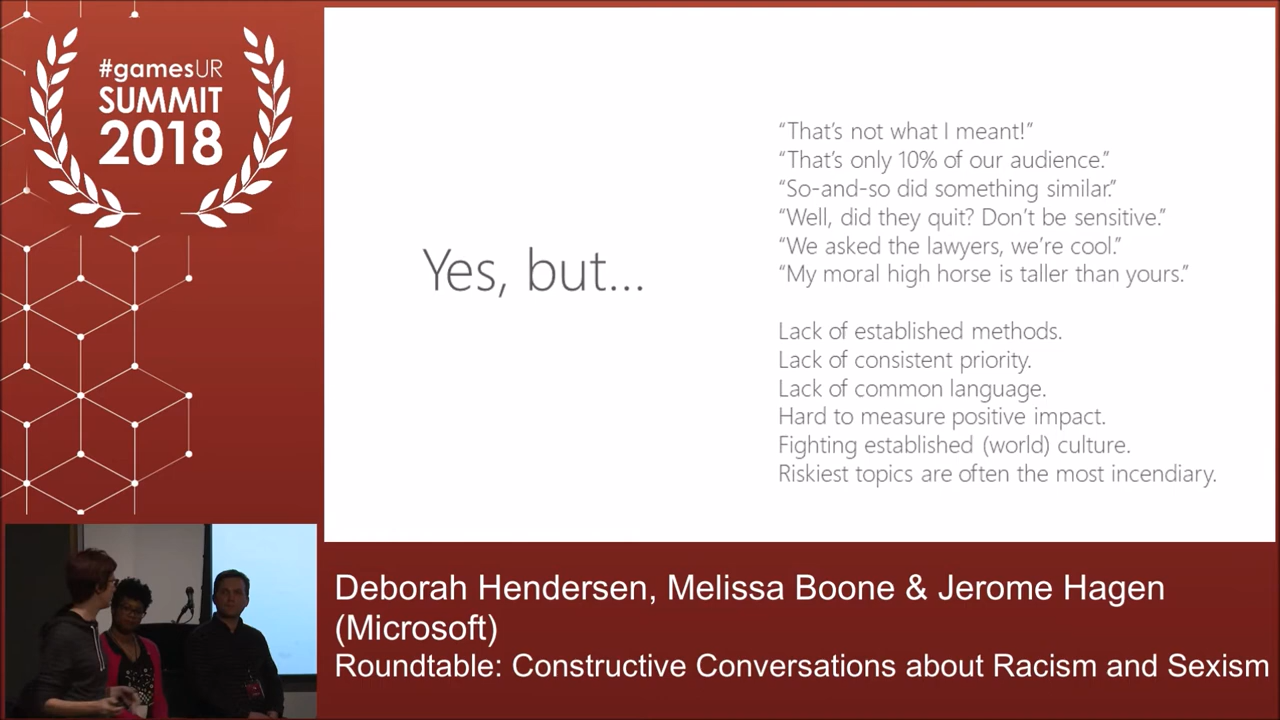 #gamesUR
SUMMIT
2018
Yes, but...
“That’s not what I meant!”
“That’s only 10% of our audience.”
“So-and-so did something similar.”
“Well, did they quit? Don’t be sensitive.”
“We asked the lawyers, we’re cool.”
“My moral high horse is taller than yours.”
Lack of established methods.
Lack of consistent priority.
Lack of common language.
Hard to measure positive impact.
Fighting established (world) culture.
Riskiest topics are often the most incendiary.
Deborah Hendersen, Melissa Boone & Jerome Hagen
(Microsoft)
Roundtable: Constructive Conversations about Racism and Sexism